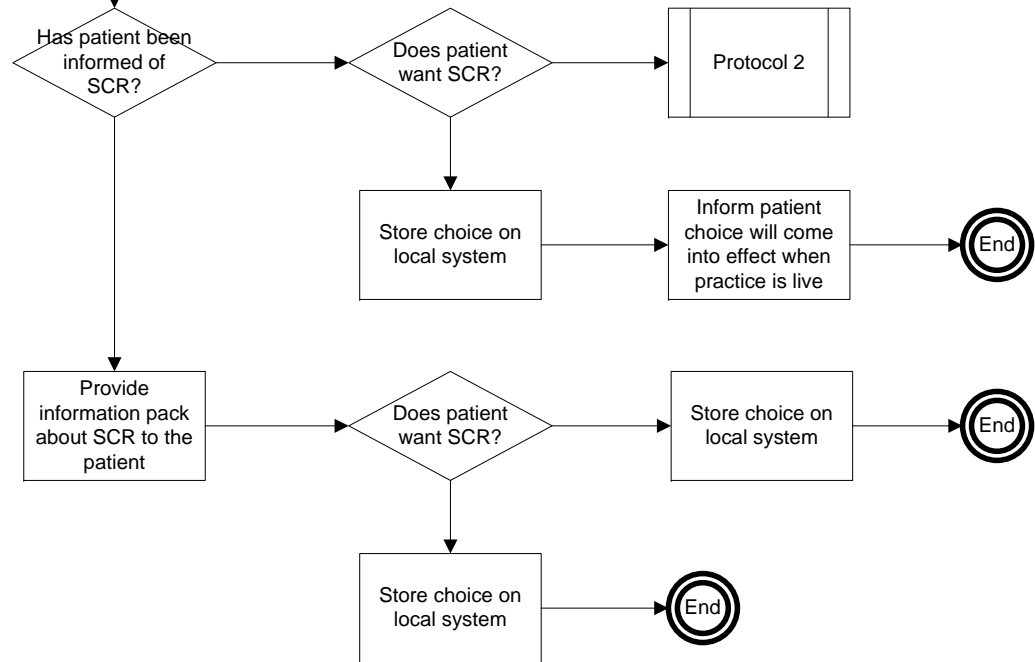 Has patient been
informed of
SCR?
Does patient
want SCR?
Protocol 2
Store choice on
local system
Inform patient
choice will come
into effect when
practice is live
End
Provide
information pack
about SCR to the
patient
Does patient
want SCR?
Store choice on
local system
End
Store choice on
local system
End